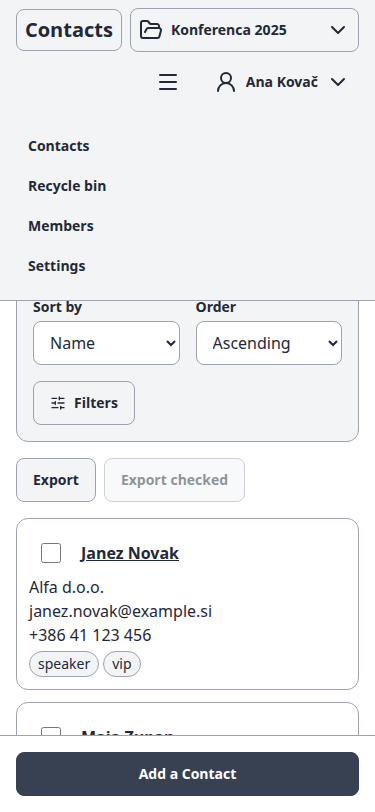 Contacts
Konferenca 2025
Ana Kovač
Contacts
Recycle bin
Members
Settings
Sort by
Order
Name
Ascending
Filters
Export
Export checked
Janez Novak
Alfa d.o.o.
janez.novak@example.si
+386 41 123 456
speaker
vip
Add a Contact